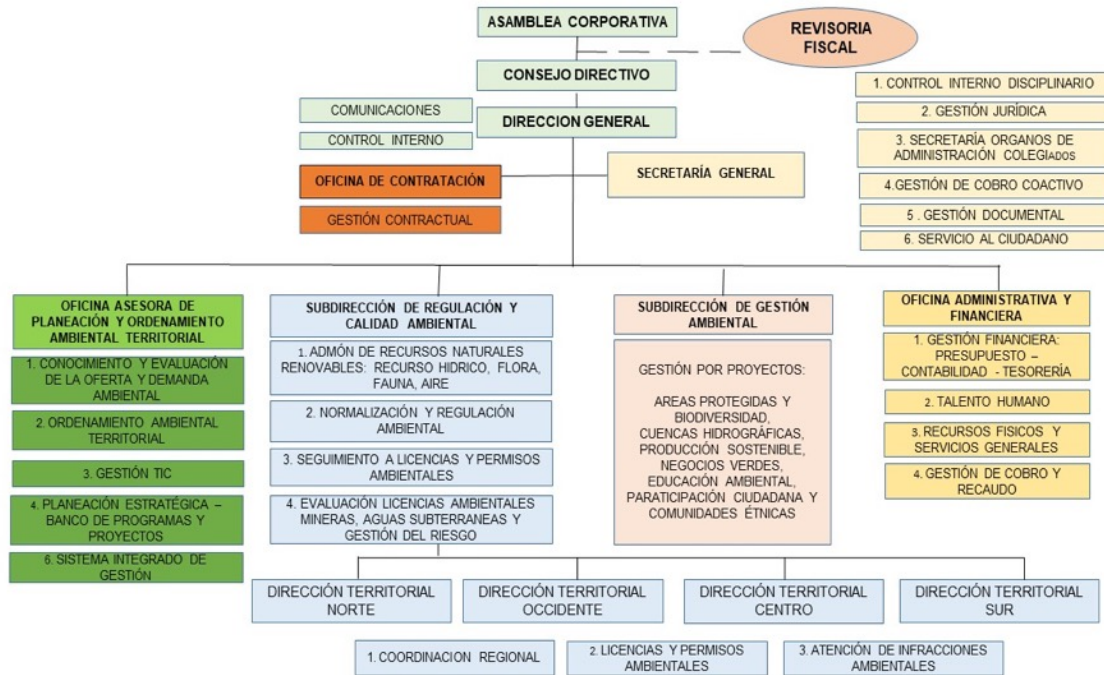 ASAMBLEA CORPORATIVA
REVISORIA
FISCAL
CONSEJO DIRECTIVO
COMUNICACIONES
DIRECCION GENERAL
CONTROL INTERNO
OFICINA DE CONTRATACIÓN
GESTIÓN CONTRACTUAL
SECRETARÍA GENERAL
1. CONTROL INTERNO DISCIPLINARIO
2. GESTIÓN JURÍDICA
3. SECRETARÍA ORGANOS DE
ADMINISTRACIÓN COLEGIADOS
4.GESTIÓN DE COBRO COACTIVO
5 . GESTIÓN DOCUMENTAL
6. SERVICIO AL CIUDADANO
OFICINA ASESORA DE
PLANEACIÓN Y ORDENAMIENTO
AMBIENTAL TERRITORIAL
1. CONOCIMIENTO Y EVALUACIÓN
DE LA OFERTA Y DEMANDA
AMBIENTAL
2. ORDENAMIENTO AMBIENTAL
TERRITORIAL
3. GESTIÓN TIC
4. PLANEACIÓN ESTRATÉGICA –
BANCO DE PROGRAMAS Y
PROYECTOS
6. SISTEMA INTEGRADO DE
GESTIÓN
SUBDIRECCIÓN DE REGULACIÓN Y
CALIDAD AMBIENTAL
1. ADMÓN DE RECURSOS NATURALES
RENOVABLES: RECURSO HIDRICO, FLORA,
FAUNA, AIRE
2. NORMALIZACIÓN Y REGULACIÓN
AMBIENTAL
3. SEGUIMIENTO A LICENCIAS Y PERMISOS
AMBIENTALES
4. EVALUACIÓN LICENCIAS AMBIENTALES
MINERAS, AGUAS SUBTERRANEAS Y
GESTIÓN DEL RIESGO
SUBDIRECCIÓN DE GESTIÓN
AMBIENTAL
GESTIÓN POR PROYECTOS:
AREAS PROTEGIDAS Y
BIODIVERSIDAD,
CUENCAS HIDROGRÁFICAS,
PRODUCCIÓN SOSTENIBLE,
NEGOCIOS VERDES,
EDUCACIÓN AMBIENTAL,
PARATICIPACIÓN CIUDADANA Y
COMUNIDADES ÉTNICAS
OFICINA ADMINISTRATIVA Y
FINANCIERA
1. GESTIÓN FINANCIERA:
PRESUPUESTO –
CONTABILIDAD - TESORERÍA
2. TALENTO HUMANO
3. RECURSOS FISICOS Y
SERVICIOS GENERALES
4. GESTIÓN DE COBRO Y
RECAUDO
DIRECCIÓN TERRITORIAL
NORTE
DIRECCIÓN TERRITORIAL
OCCIDENTE
DIRECCIÓN TERRITORIAL
CENTRO
DIRECCIÓN TERRITORIAL
SUR
1. COORDINACION REGIONAL
2. LICENCIAS Y PERMISOS
AMBIENTALES
3. ATENCIÓN DE INFRACCIONES
AMBIENTALES